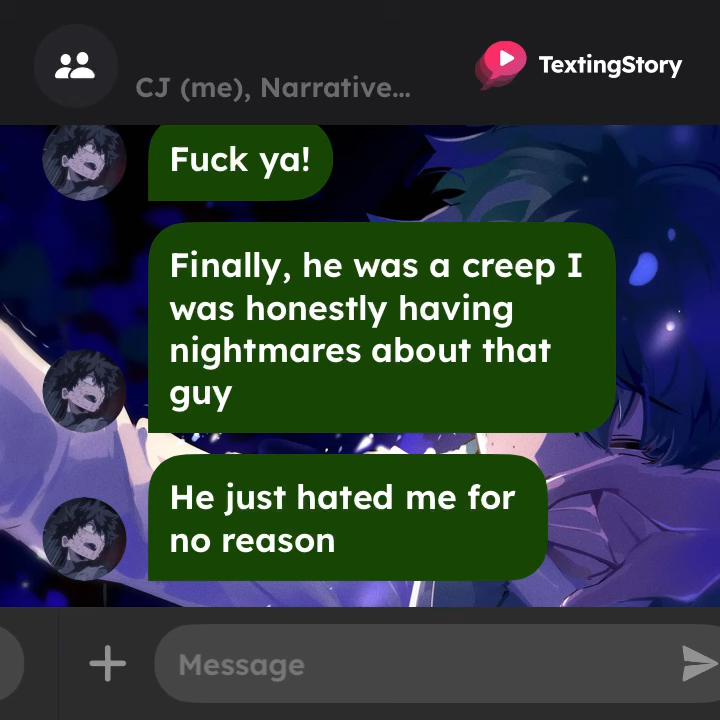 CJ (me), Narrative...
TextingStory
Fuck ya!
Finally, he was a creep I
was honestly having
nightmares about that
guy
He just hated me for
no reason
Message